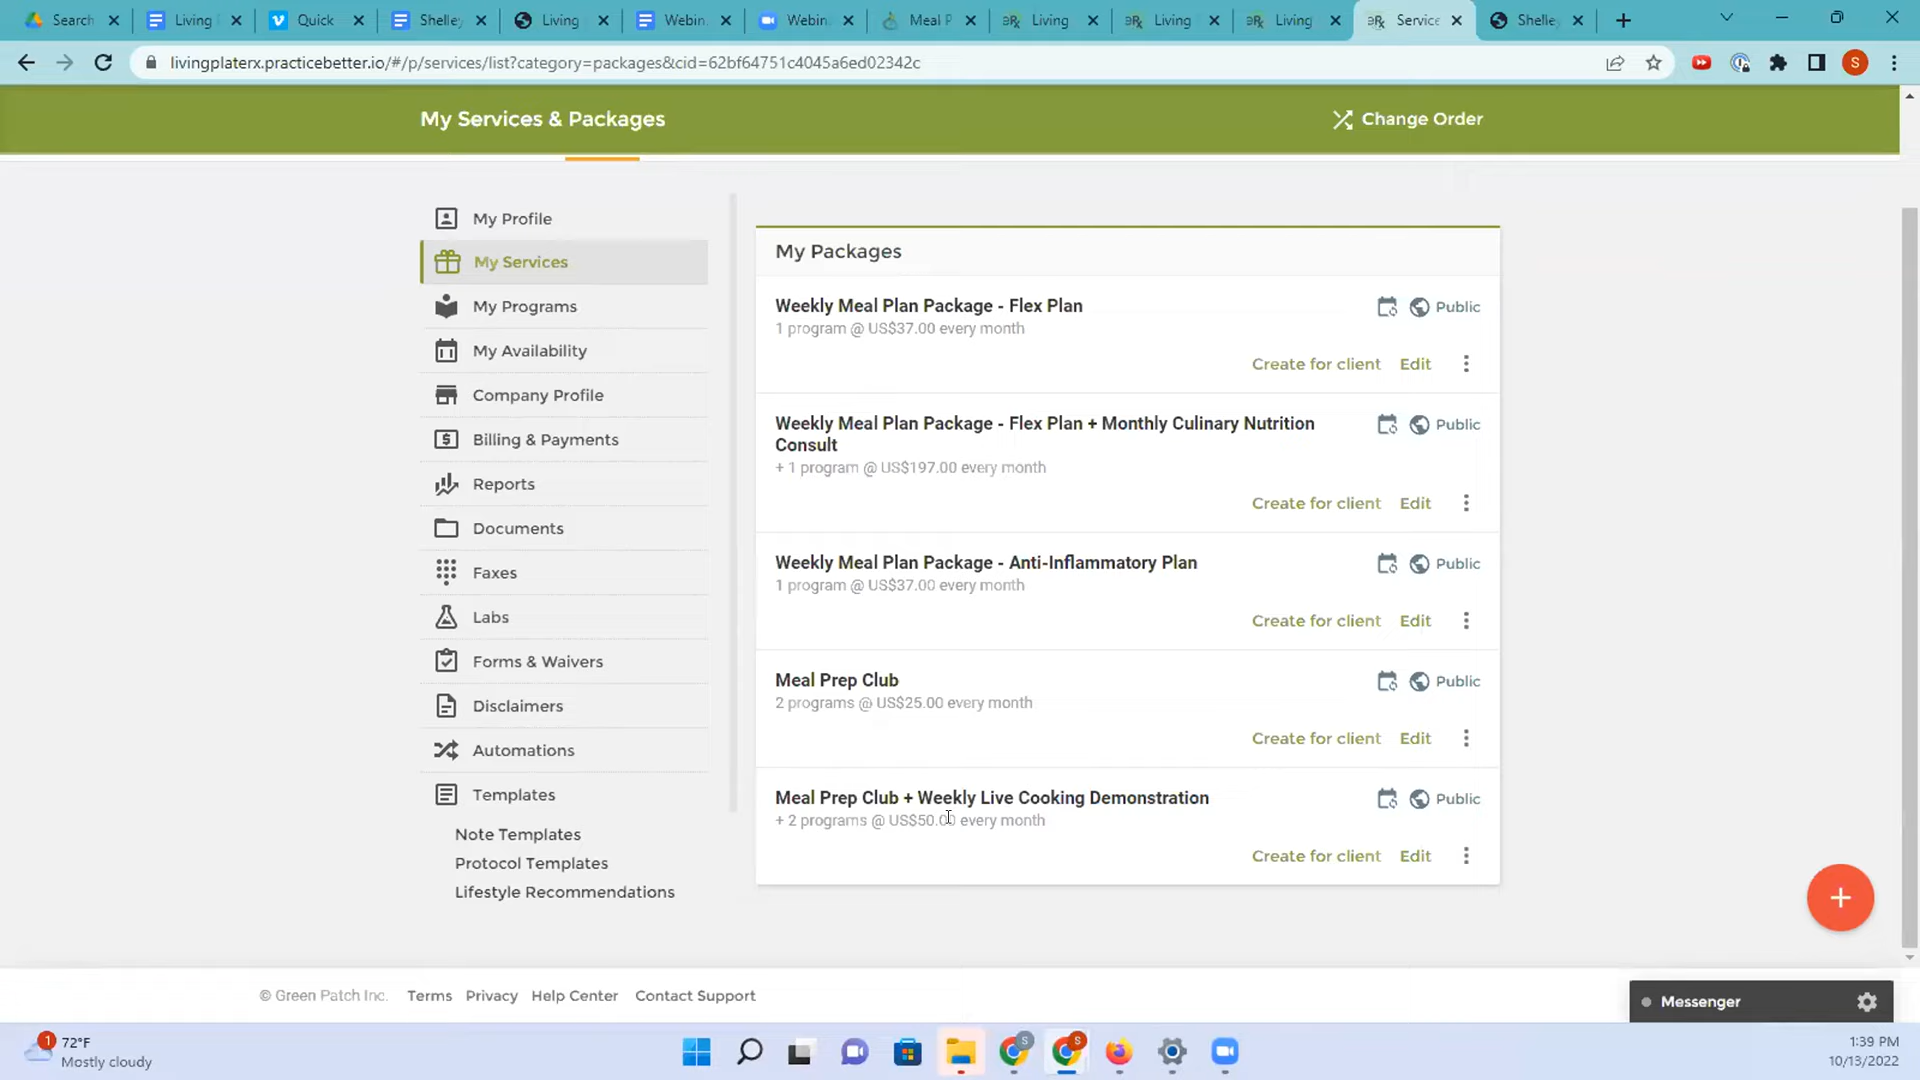 Search
Living
Quick
Shelley
Living
Webin
Webin
Meal P
Living
Living
Living
Service
Shelley
livingplaterx.practicebetter.io/#/p/services/list?category=packages&cid=62bf64751c4045a6ed02342c
S
My Services & Packages
Change Order
My Profile
My Services
My Programs
My Availability
Company Profile
Billing & Payments
Reports
Documents
Faxes
Labs
Forms & Waivers
Disclaimers
Automations
Templates
Note Templates
Protocol Templates
Lifestyle Recommendations
My Packages
Weekly Meal Plan Package - Flex Plan
Public
1 program @ US$37.00 every month
Create for client Edit
Weekly Meal Plan Package - Flex Plan + Monthly Culinary Nutrition
Consult
Public
+ 1 program @ US$197.00 every month
Create for client Edit
Weekly Meal Plan Package - Anti-Inflammatory Plan
Public
1 program @ US$37.00 every month
Create for client Edit
Meal Prep Club
Public
2 programs @ US$25.00 every month
Create for client Edit
Meal Prep Club + Weekly Live Cooking Demonstration
Public
+ 2 programs @ US$50.00 every month
Create for client Edit
© Green Patch Inc. Terms Privacy Help Center Contact Support
Messenger
1
72°F
Mostly cloudy
S
S
1:39 PM
10/13/2022